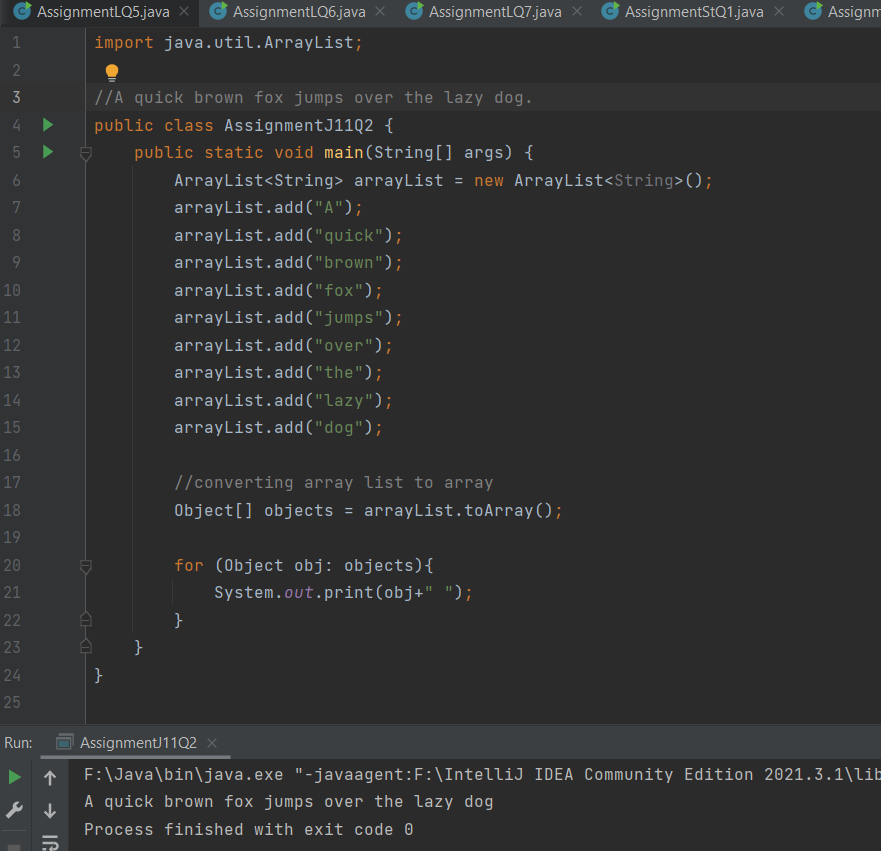 AssignmentLQ5.java AssignmentLQ6.java AssignmentLQ7.java AssignmentStQ1.java Assignm
1 import java.util.ArrayList;
2
3 //A quick brown fox jumps over the lazy dog.
4 public class AssignmentJ11Q2 {
5 public static void main(String[] args) {
6 ArrayList<String> arrayList = new ArrayList<String>();
7 arrayList.add("A");
8 arrayList.add("quick");
9 arrayList.add("brown");
10 arrayList.add("fox");
11 arrayList.add("jumps");
12 arrayList.add("over");
13 arrayList.add("the");
14 arrayList.add("lazy");
15 arrayList.add("dog");
16
17 //converting array list to array
18 Object[] objects = arrayList.toArray();
19
20 for (Object obj: objects){
21 System.out.print(obj+" ");
22 }
23 }
24 }
25
Run: AssignmentJ11Q2
F:\Java\bin\java.exe "-javaagent:F:\IntelliJ IDEA Community Edition 2021.3.1\lib
A quick brown fox jumps over the lazy dog
Process finished with exit code 0